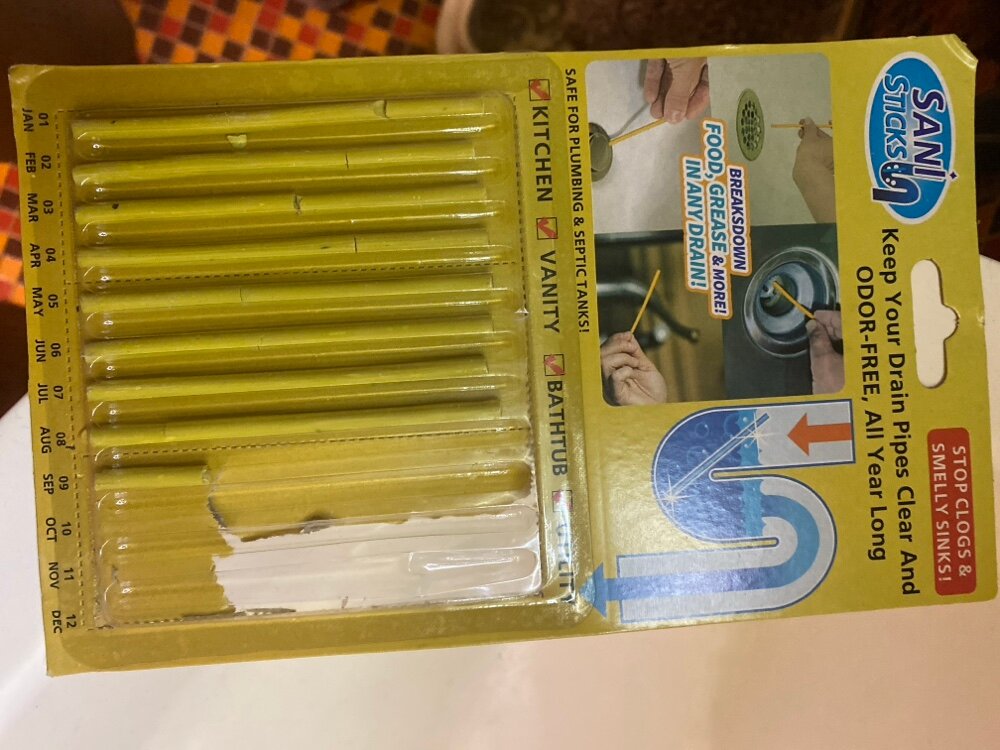 SANI
STICKS
Keep Your Drain Pipes Clear And
ODOR-FREE, All Year Long
STOP CLOGS &
SMELLY SINKS!
BREAKSDOWN
FOOD, GREASE & MORE!
IN ANY DRAIN!
SAFE FOR PLUMBING & SEPTIC TANKS!
KITCHEN VANITY BATHTUB TOILET
01 02 03 04 05 06 07 08 09 10 11 12
JAN FEB MAR APR MAY JUN JUL AUG SEP OCT NOV DEC